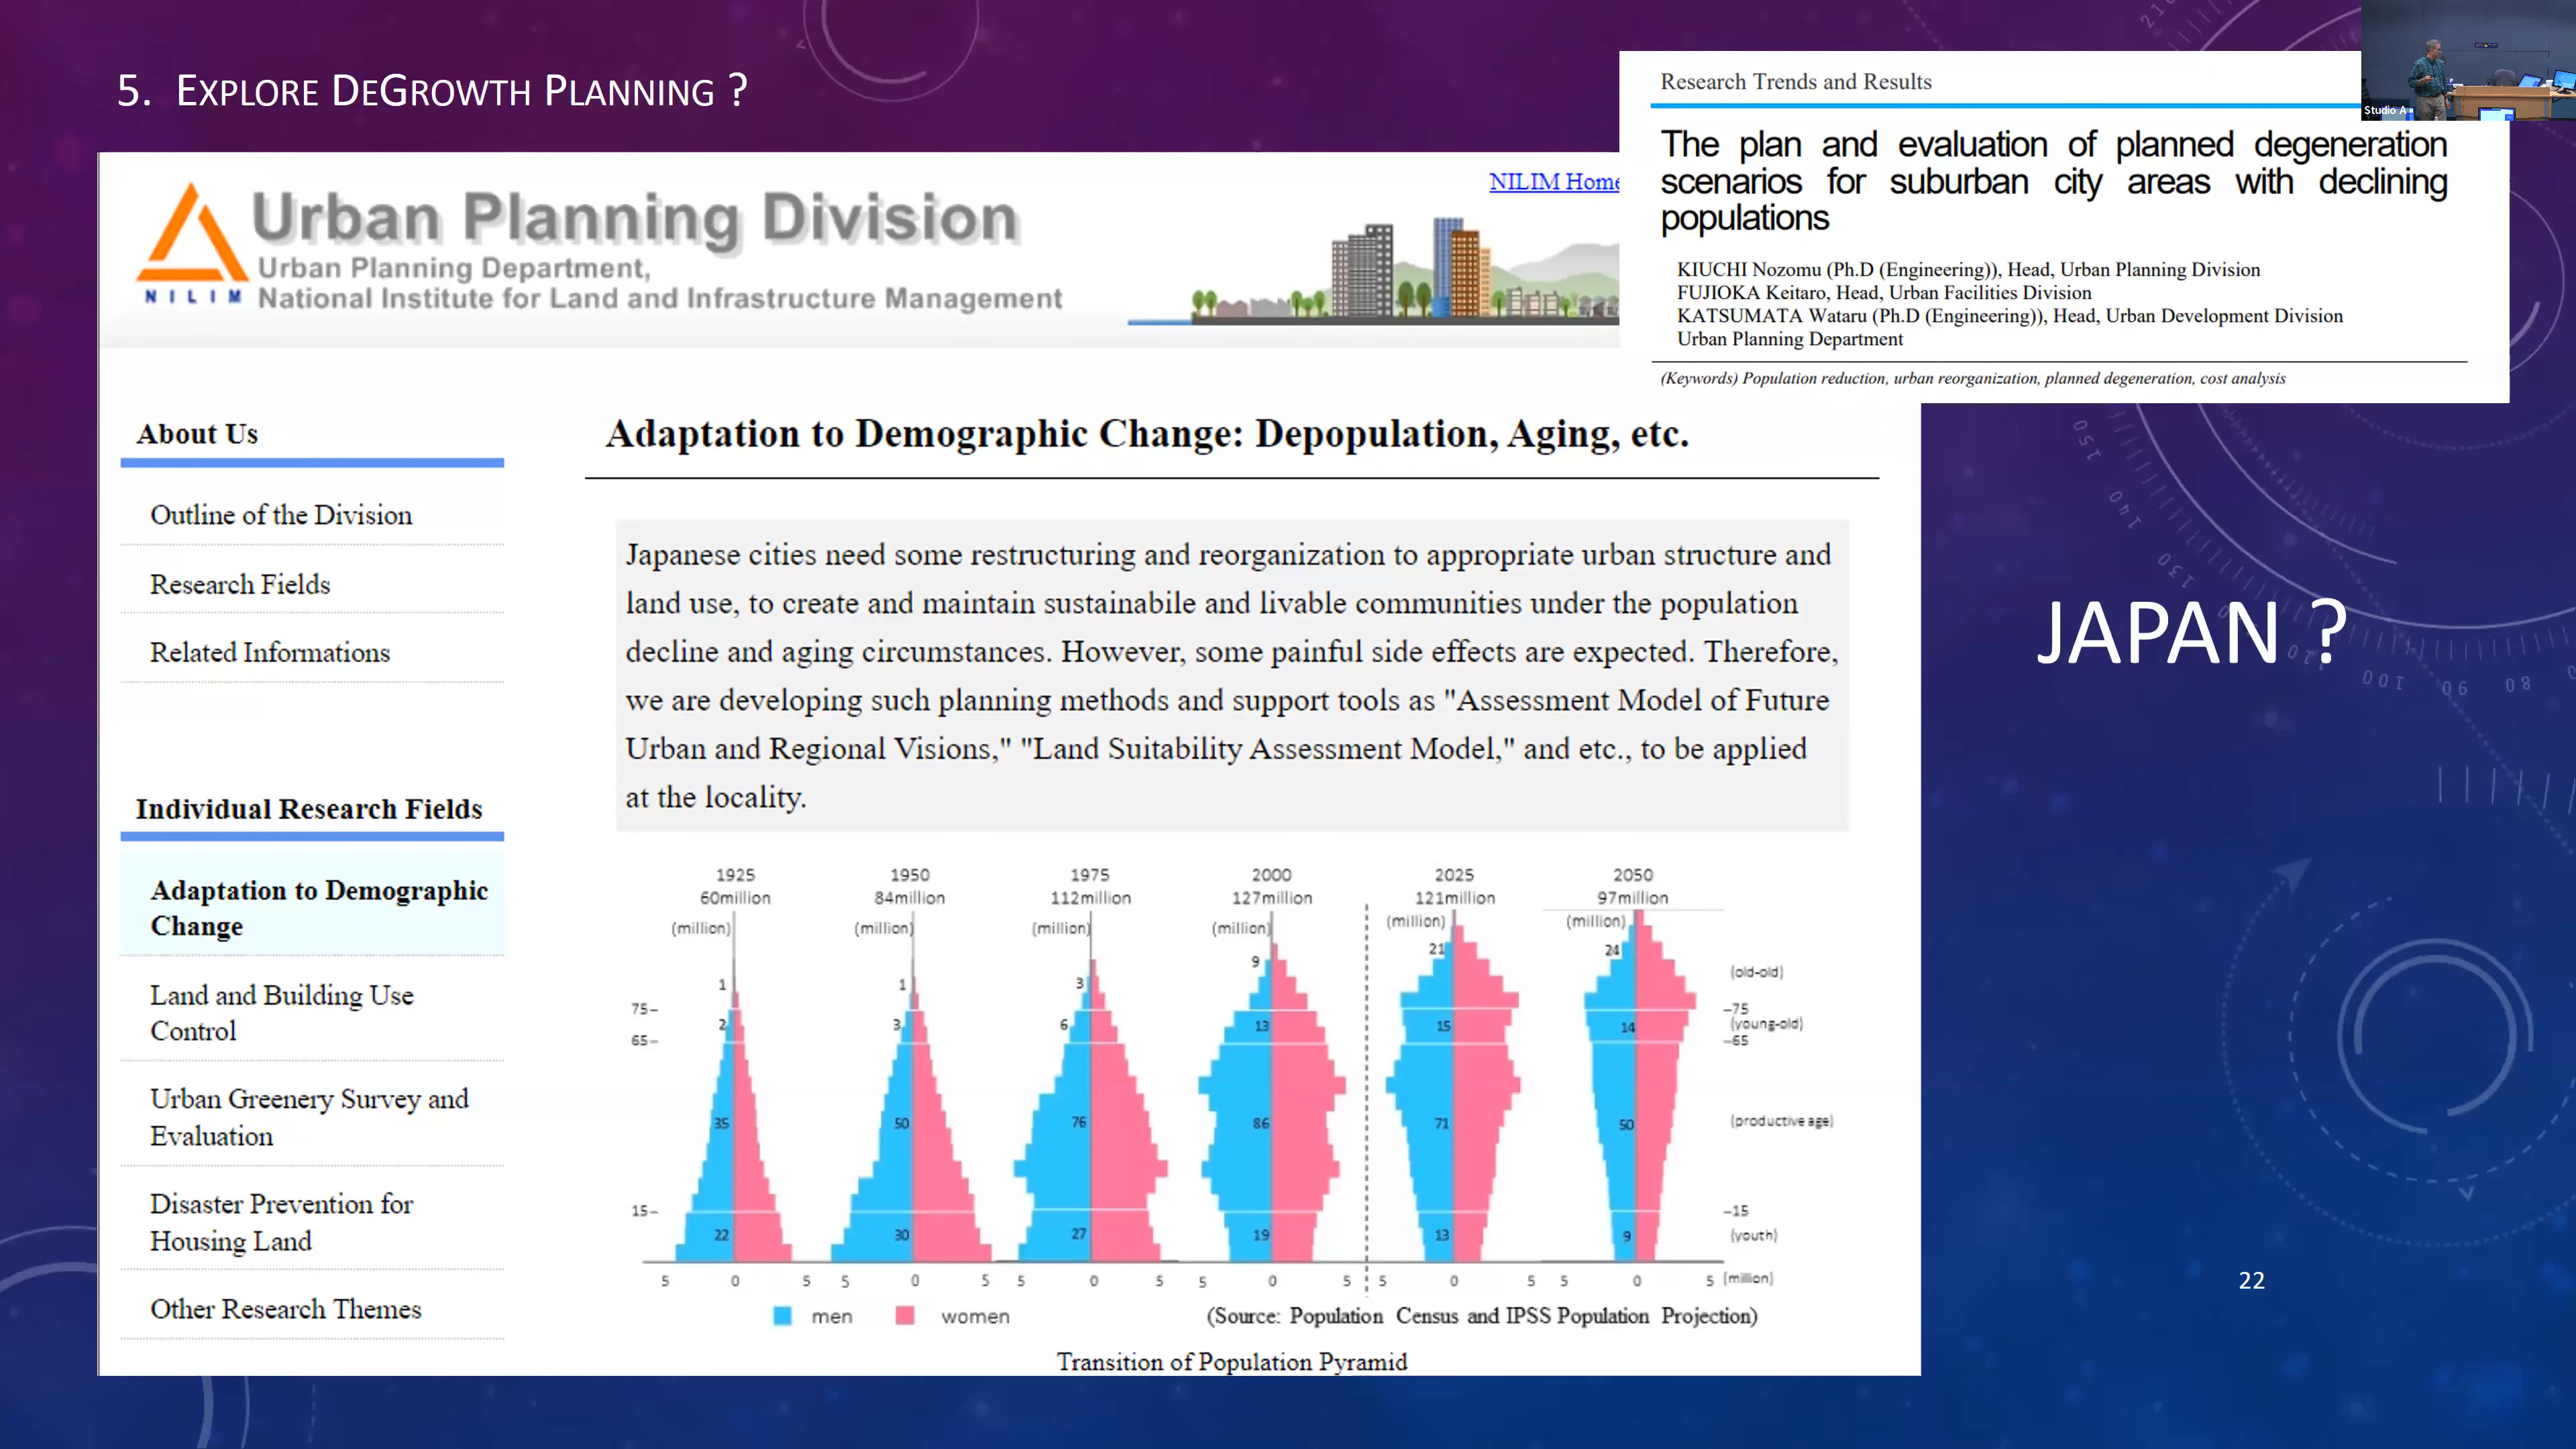 5. EXPLORE DEGROWTH PLANNING ?
Studio A
Research Trends and Results
The plan and evaluation of planned degeneration
scenarios for suburban city areas with declining
populations
KIUCHI Nozomu (Ph.D (Engineering)), Head, Urban Planning Division
FUJIOKA Keitaro, Head, Urban Facilities Division
KATSUMATA Wataru (Ph.D (Engineering)), Head, Urban Development Division
Urban Planning Department
(Keywords) Population reduction, urban reorganization, planned degeneration, cost analysis
NILIM Home
NILIM
Urban Planning Division
Urban Planning Department,
National Institute for Land and Infrastructure Management
About Us
Outline of the Division
Research Fields
Related Informations
Individual Research Fields
Adaptation to Demographic
Change
Land and Building Use
Control
Urban Greenery Survey and
Evaluation
Disaster Prevention for
Housing Land
Other Research Themes
Adaptation to Demographic Change: Depopulation, Aging, etc.
Japanese cities need some restructuring and reorganization to appropriate urban structure and
land use, to create and maintain sustainabile and livable communities under the population
decline and aging circumstances. However, some painful side effects are expected. Therefore,
we are developing such planning methods and support tools as "Assessment Model of Future
Urban and Regional Visions," "Land Suitability Assessment Model," and etc., to be applied
at the locality.
1925 1950 1975 2000 2025 2050
60million 84million 112million 127million 121million 97million
(million) (million) (million) (million) (million) (million)
1 1 3 9 21 24 (old-old)
75- -75
2 3 6 13 15 14 (young-old)
65- -65
35 50 76 86 71 50 (productive age)
15- -15
22 30 27 19 13 9 (youth)
5 0 5 5 0 5 5 0 5 5 0 5 5 0 5 5 0 5 (million)
men women
(Source: Population Census and IPSS Population Projection)
Transition of Population Pyramid
JAPAN ?
150
140
130
110
100
90
80
22